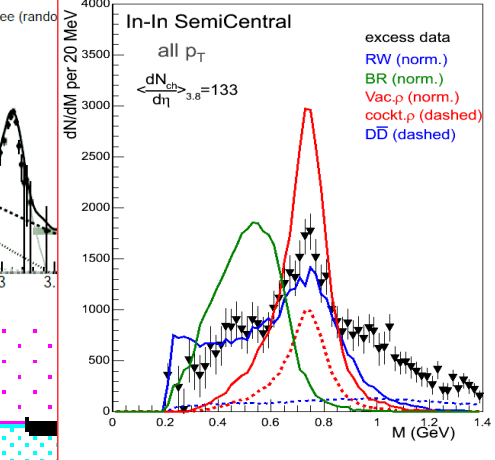 ee (rando
3 3.
dN/dM per 20 MeV
4000
3500
3000
2500
2000
1500
1000
500
0
In-In SemiCentral
all pT
<dNch/dη>3.8=133
excess data
RW (norm.)
BR (norm.)
Vac.ρ (norm.)
cockt.ρ (dashed)
DD̅ (dashed)
0 0.2 0.4 0.6 0.8 1 1.2 1.4
M (GeV)